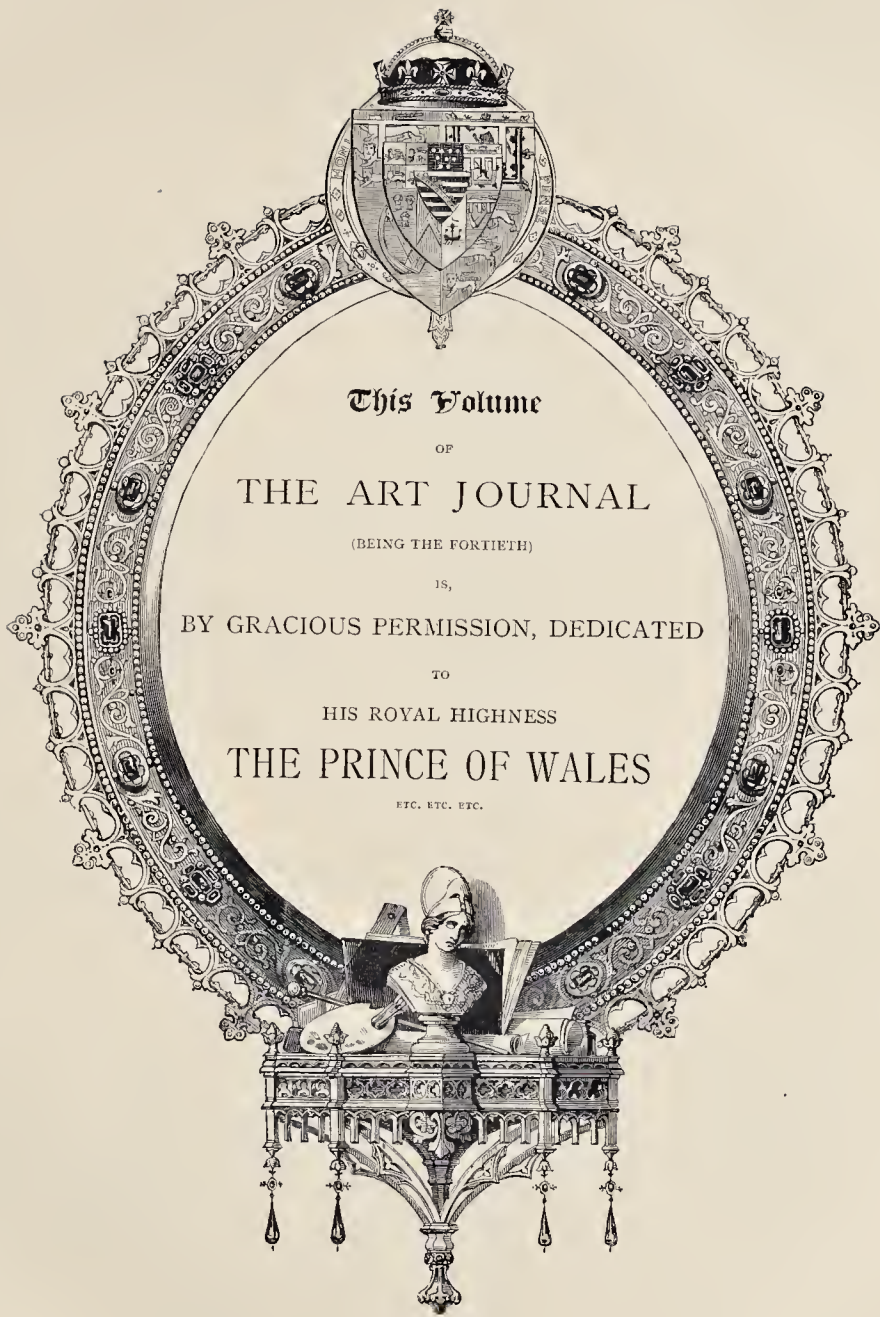 This Volume
OF
THE ART JOURNAL
(BEING THE FORTIETH)
IS,
BY GRACIOUS PERMISSION, DEDICATED
TO
HIS ROYAL HIGHNESS
THE PRINCE OF WALES
ETC. ETC. ETC.